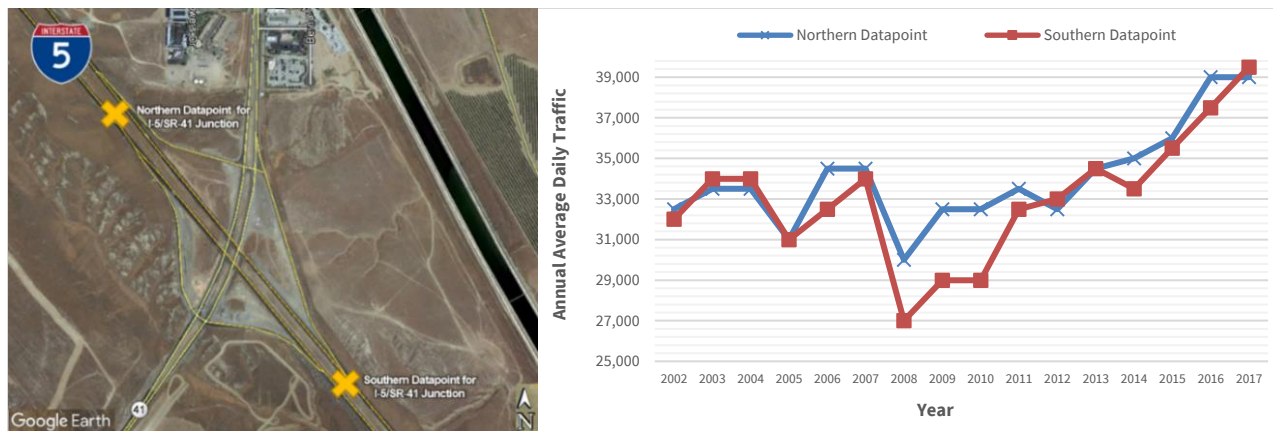 INTERSTATE
5
Northern Datapoint for
I-5/SR-41 Junction
Southern Datapoint for
I-5/SR-41 Junction
41
Google Earth
N
Northern Datapoint
Southern Datapoint
Annual Average Daily Traffic
39,000
37,000
35,000
33,000
31,000
29,000
27,000
25,000
2002 2003 2004 2005 2006 2007 2008 2009 2010 2011 2012 2013 2014 2015 2016 2017
Year